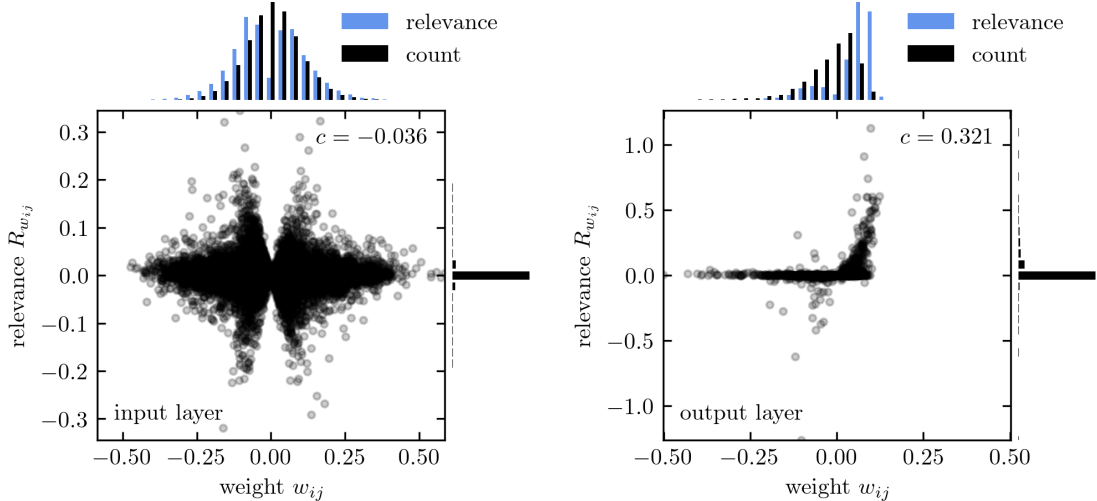 relevance
count
relevance
count
c = −0.036
c = 0.321
0.3
0.2
0.1
0.0
−0.1
−0.2
−0.3
relevance R_{w_{ij}}
input layer
−0.50
−0.25
0.00
0.25
0.50
weight w_{ij}
1.0
0.5
0.0
−0.5
−1.0
relevance R_{w_{ij}}
output layer
−0.50
−0.25
0.00
0.25
0.50
weight w_{ij}